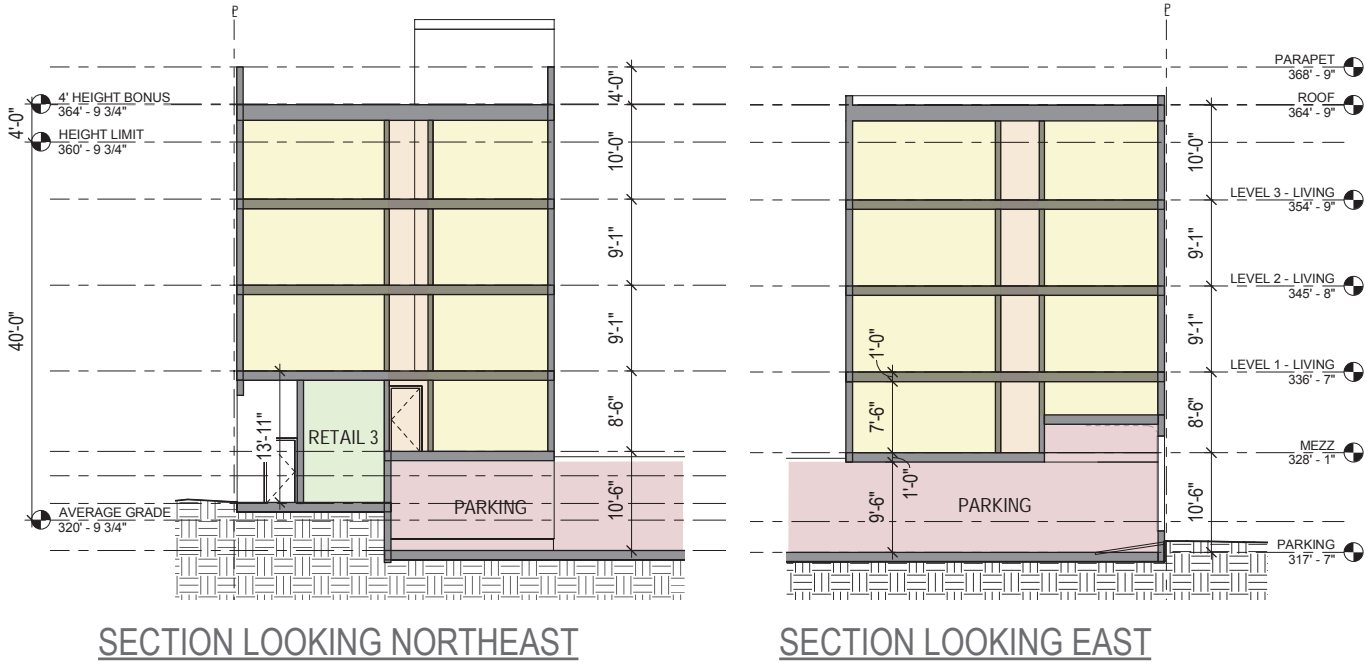 PL
PL
4' HEIGHT BONUS
364' - 9 3/4"
HEIGHT LIMIT
360' - 9 3/4"
4'-0"
40'-0"
AVERAGE GRADE
320' - 9 3/4"
RETAIL 3
13'-11"
PARKING
4'-0"
10'-0"
9'-1"
9'-1"
8'-6"
10'-6"
1'-0"
7'-6"
1'-0"
9'-6"
PARKING
10'-0"
9'-1"
9'-1"
8'-6"
10'-6"
PARAPET
368' - 9"
ROOF
364' - 9"
LEVEL 3 - LIVING
354' - 9"
LEVEL 2 - LIVING
345' - 8"
LEVEL 1 - LIVING
336' - 7"
MEZZ
328' - 1"
PARKING
317' - 7"
SECTION LOOKING NORTHEAST
SECTION LOOKING EAST